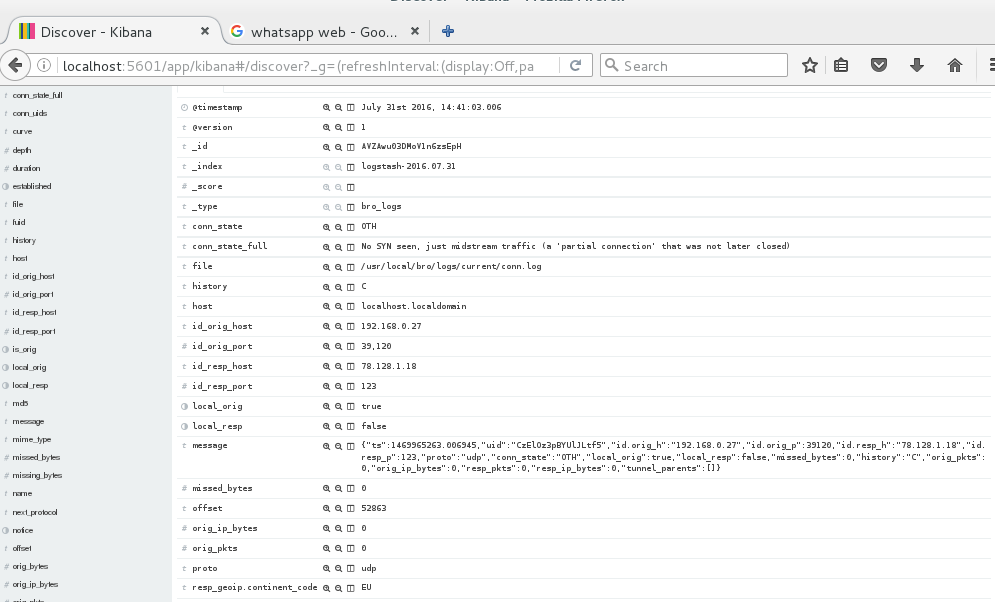 Discover - Kibana
whatsapp web - Goo...
localhost:5601/app/kibana#/discover?_g=(refreshInterval:(display:Off,pa
Search
conn_state_full
conn_uids
curve
depth
duration
established
file
fuid
history
host
id_orig_host
id_orig_port
id_resp_host
id_resp_port
is_orig
local_orig
local_resp
md5
message
mime_type
missed_bytes
missing_bytes
name
next_protocol
notice
offset
orig_bytes
orig_ip_bytes
t @timestamp July 31st 2016, 14:41:03.006
t @version 1
t _id
t _index logstash-2016.07.31
# _score
t _type bro_logs
t conn_state OTH
t conn_state_full No SYN seen, just midstream traffic (a 'partial connection' that was not later closed)
t file /usr/local/bro/logs/current/conn.log
t history C
t host localhost.localdomain
t id_orig_host 192.168.0.27
# id_orig_port 39,120
t id_resp_host 78.128.1.18
# id_resp_port 123
local_orig true
local_resp false
t message {"ts":1469965263.006945,"uid":"CzElOz3pBYUlJLtf5","id.orig_h":"192.168.0.27","id.orig_p":39120,"id.resp_h":"78.128.1.18","id.
resp_p":123,"proto":"udp","conn_state":"OTH","local_orig":true,"local_resp":false,"missed_bytes":0,"history":"C","orig_pkts":
0,"orig_ip_bytes":0,"resp_pkts":0,"resp_ip_bytes":0,"tunnel_parents":[]}
# missed_bytes 0
t offset 52863
# orig_ip_bytes 0
# orig_pkts 0
t proto udp
t resp_geoip.continent_code EU